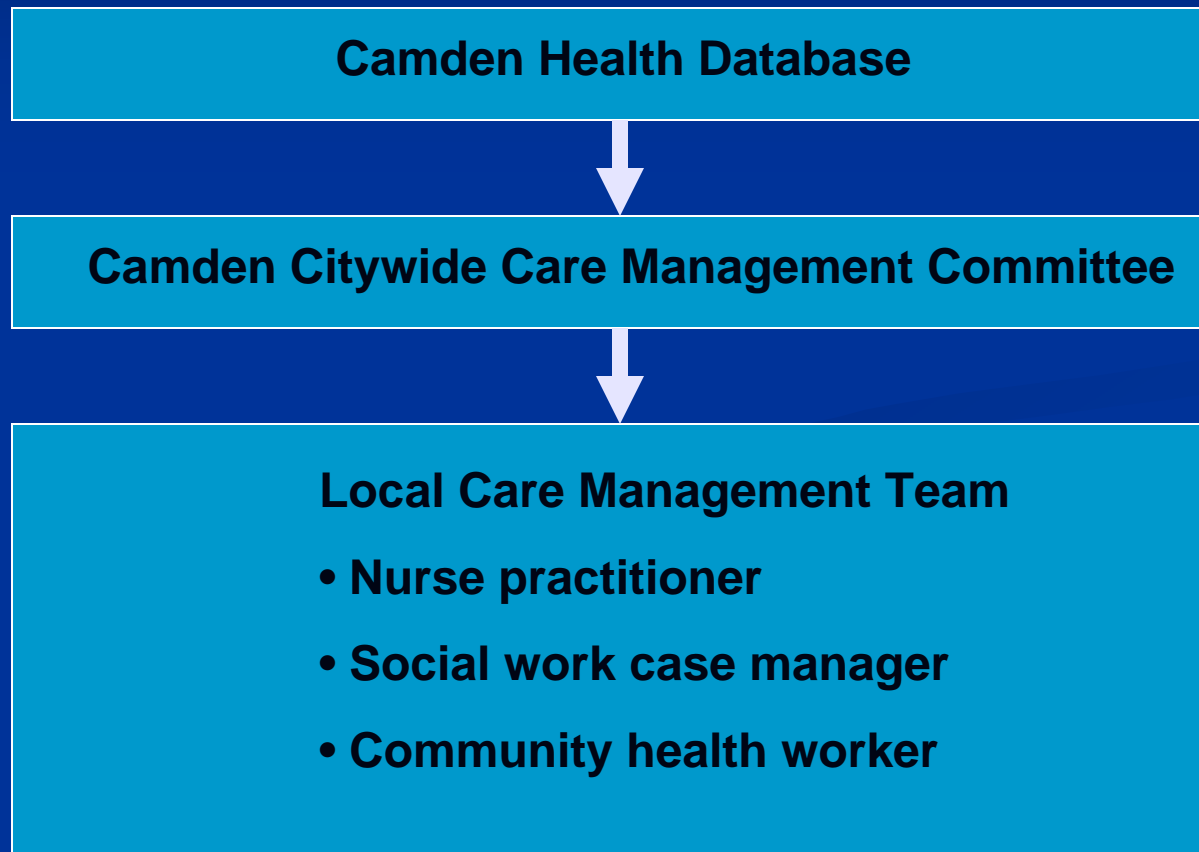 Camden Health Database
Camden Citywide Care Management Committee
Local Care Management Team
• Nurse practitioner
• Social work case manager
• Community health worker